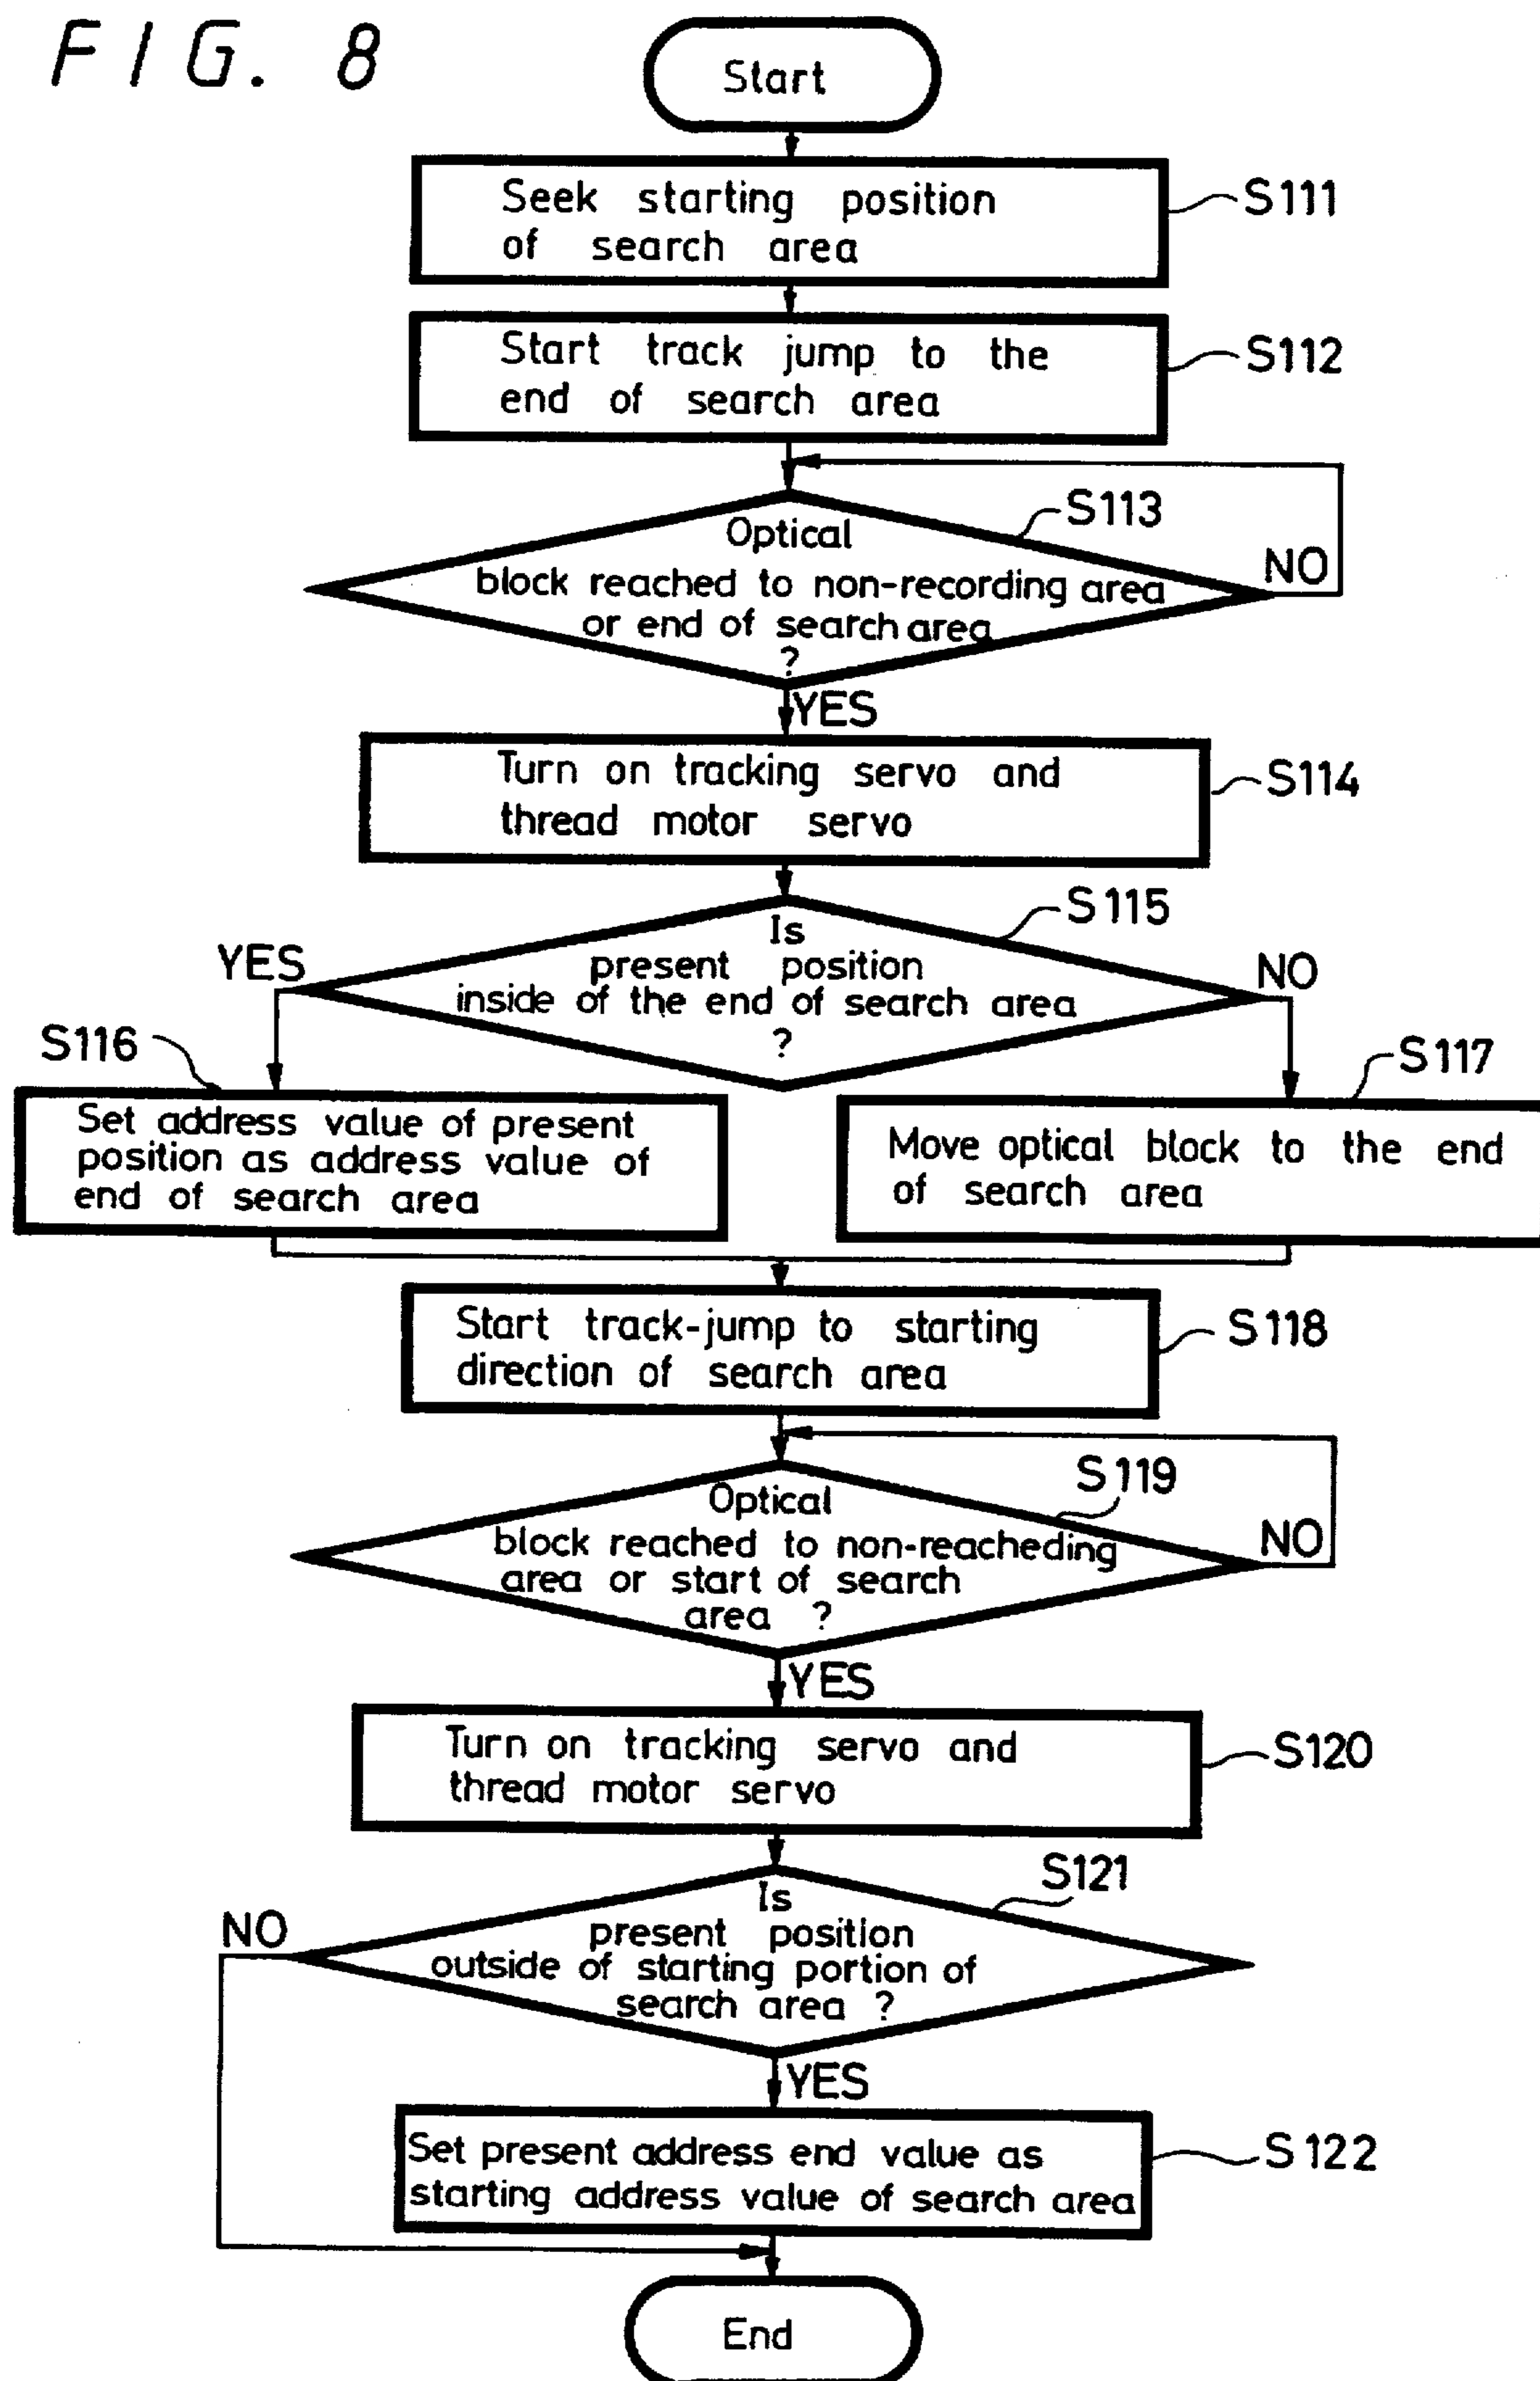 FIG. 8
Start
Seek starting position
of search area
S111
Start track jump to the
end of search area
S112
S113
Optical
block reached to non-recording area
or end of search area
?
NO
YES
Turn on tracking servo and
thread motor servo
S114
S115
Is
present position
inside of the end of search area
?
YES
NO
S116
S117
Set address value of present
position as address value of
end of search area
Move optical block to the end
of search area
Start track-jump to starting
direction of search area
S118
S119
Optical
block reached to non-reacheding
area or start of search
area ?
NO
YES
Turn on tracking servo and
thread motor servo
S120
S121
Is
present position
outside of starting portion of
search area ?
NO
YES
Set present address end value as
starting address value of search area
S122
End